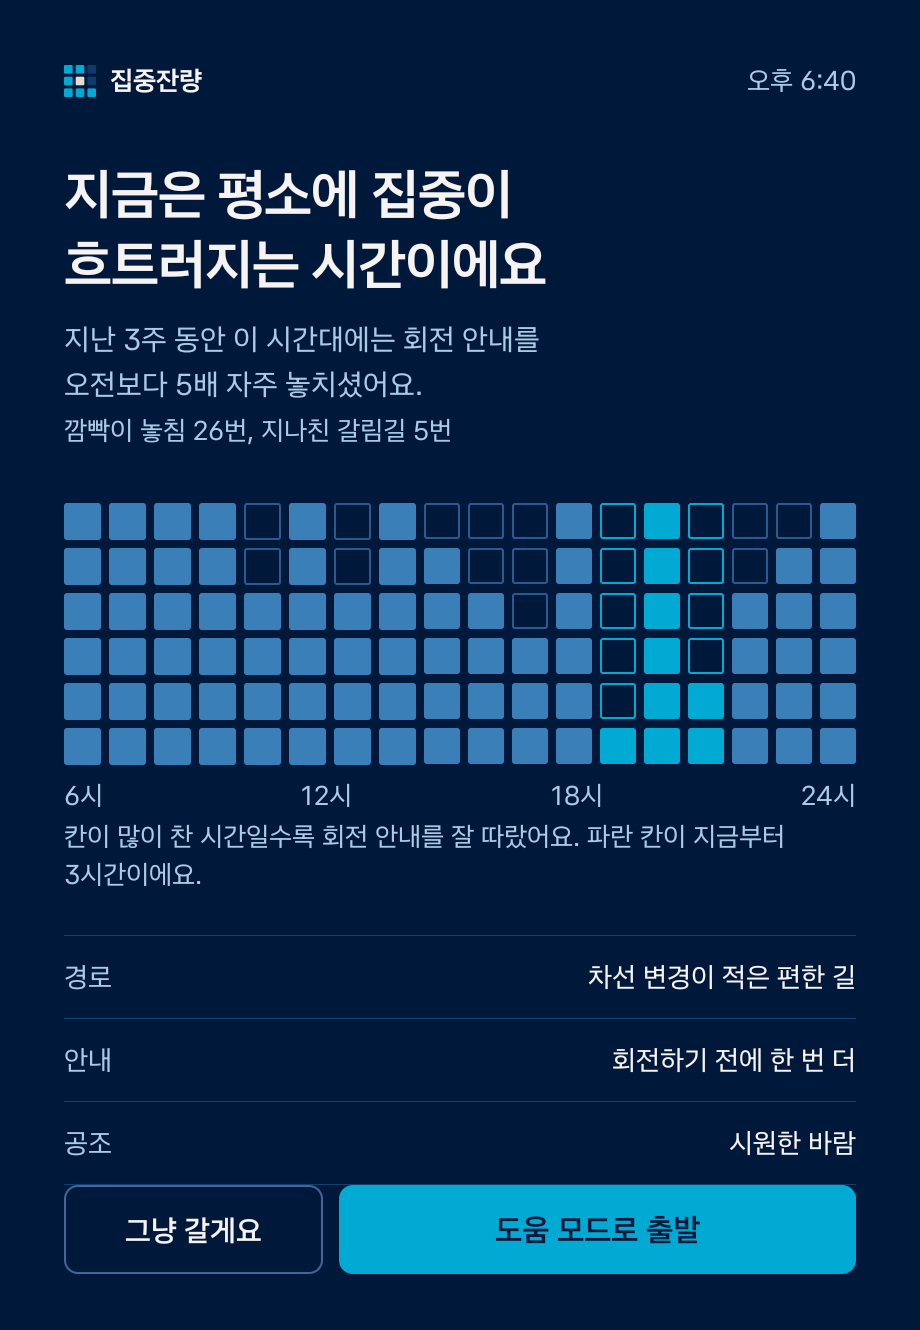 집중잔량
오후 6:40
지금은 평소에 집중이
흐트러지는 시간이에요
지난 3주 동안 이 시간대에는 회전 안내를
오전보다 5배 자주 놓치셨어요.
깜빡이 놓침 26번, 지나친 갈림길 5번
6시 12시 18시 24시
칸이 많이 찬 시간일수록 회전 안내를 잘 따랐어요. 파란 칸이 지금부터
3시간이에요.
경로 차선 변경이 적은 편한 길
안내 회전하기 전에 한 번 더
공조 시원한 바람
그냥 갈게요
도움 모드로 출발